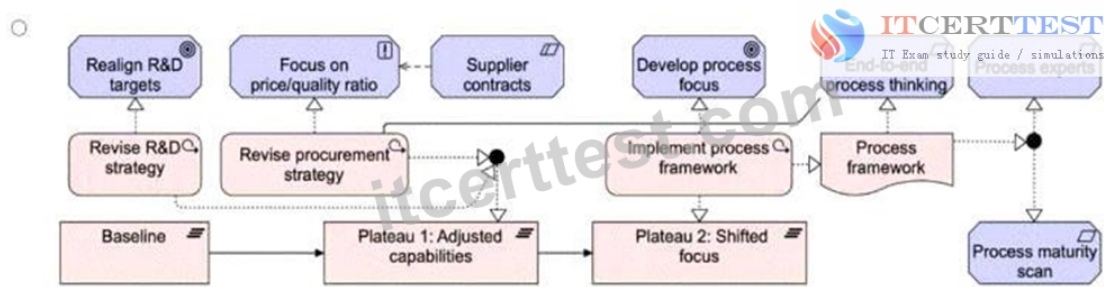 ITCERTTEST
IT Exam study guide / simulations
Realign R&D
targets
Focus on
price/quality ratio
Supplier
contracts
Develop process
focus
End-to-end
process thinking
Process experts
Revise R&D
strategy
Revise procurement
strategy
Implement process
framework
Process
framework
itcerttest.com
Baseline
Plateau 1: Adjusted
capabilities
Plateau 2: Shifted
focus
Process maturity
scan